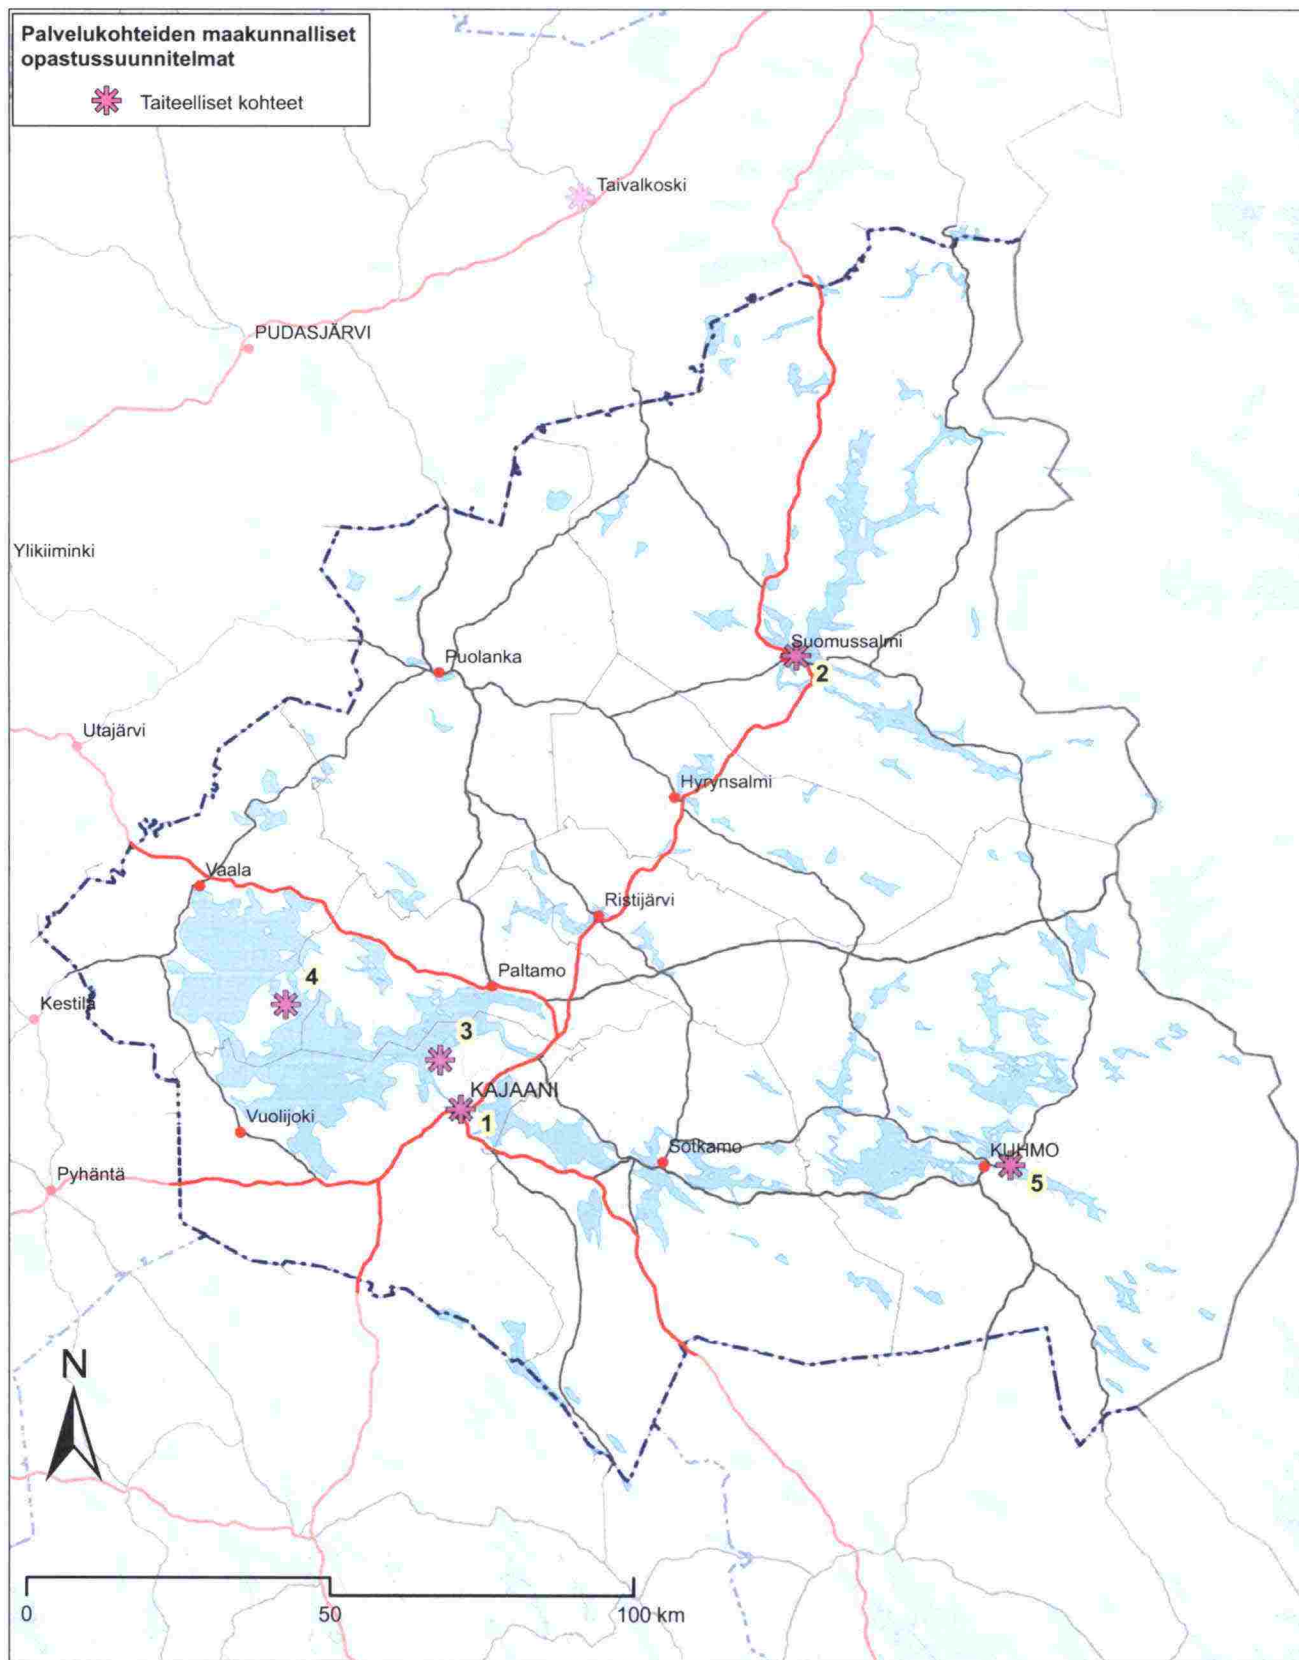 Palvelukohteiden maakunnalliset
opastussuunnitelmat
Taiteelliset kohteet
Taivalkoski
PUDASJÄRVI
Ylikiiminki
Suomussalmi
Puolanka
2
Utajärvi
Hyrynsalmi
Vaala
Ristijärvi
4
Paltamo
Kestilä
3
KAJAANI
Vuolijoki
1
Sotkamo
KUHMO
Pyhäntä
5
N
0
50
100 km